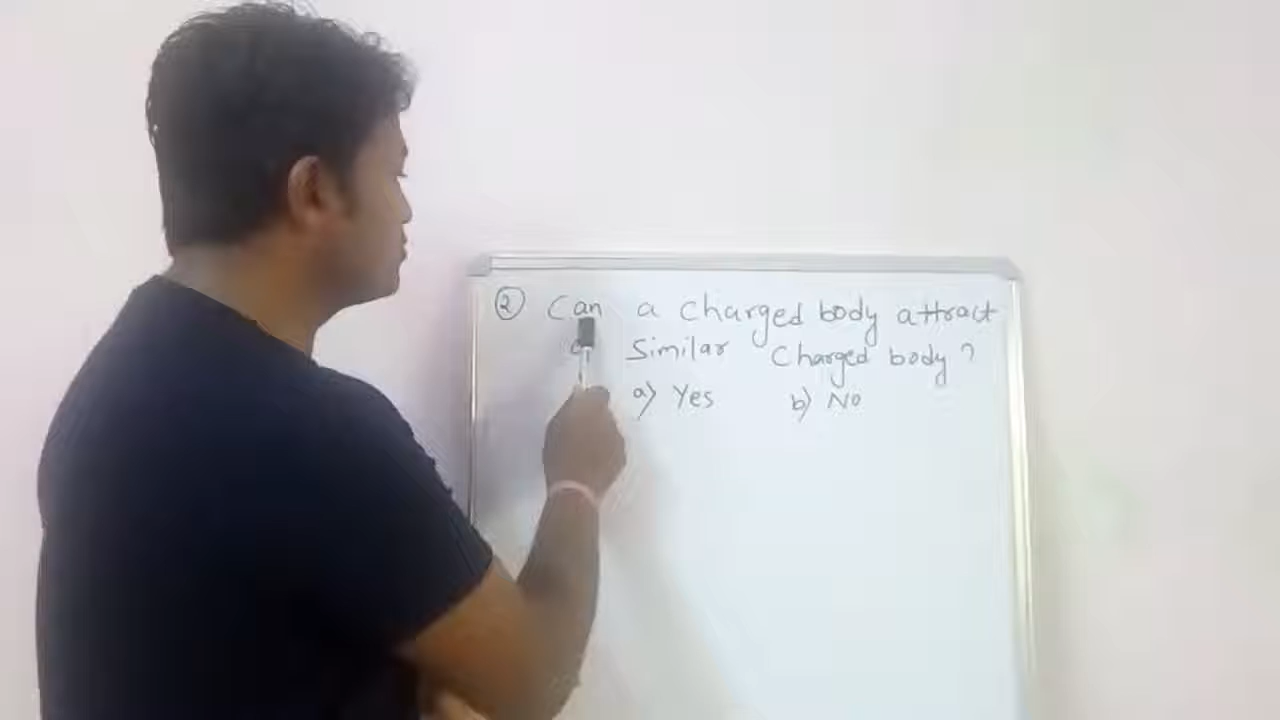 ② Can a charged body attract
a Similar Charged body ?
a) Yes b) No